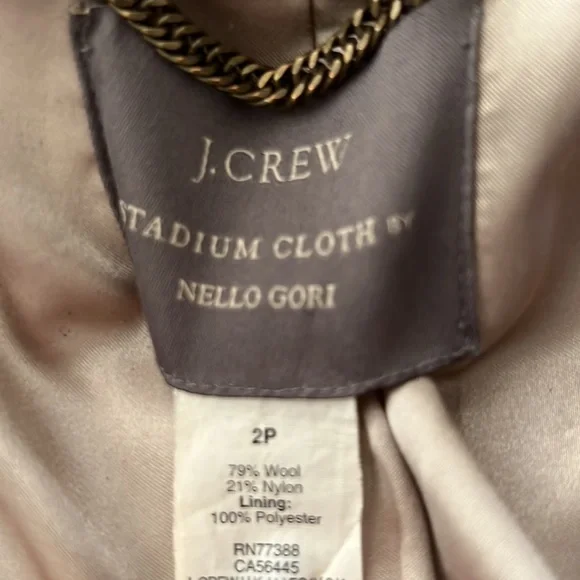 J.CREW
STADIUM CLOTH BY
NELLO GORI
2P
79% Wool
21% Nylon
Lining:
100% Polyester
RN77388
CA56445